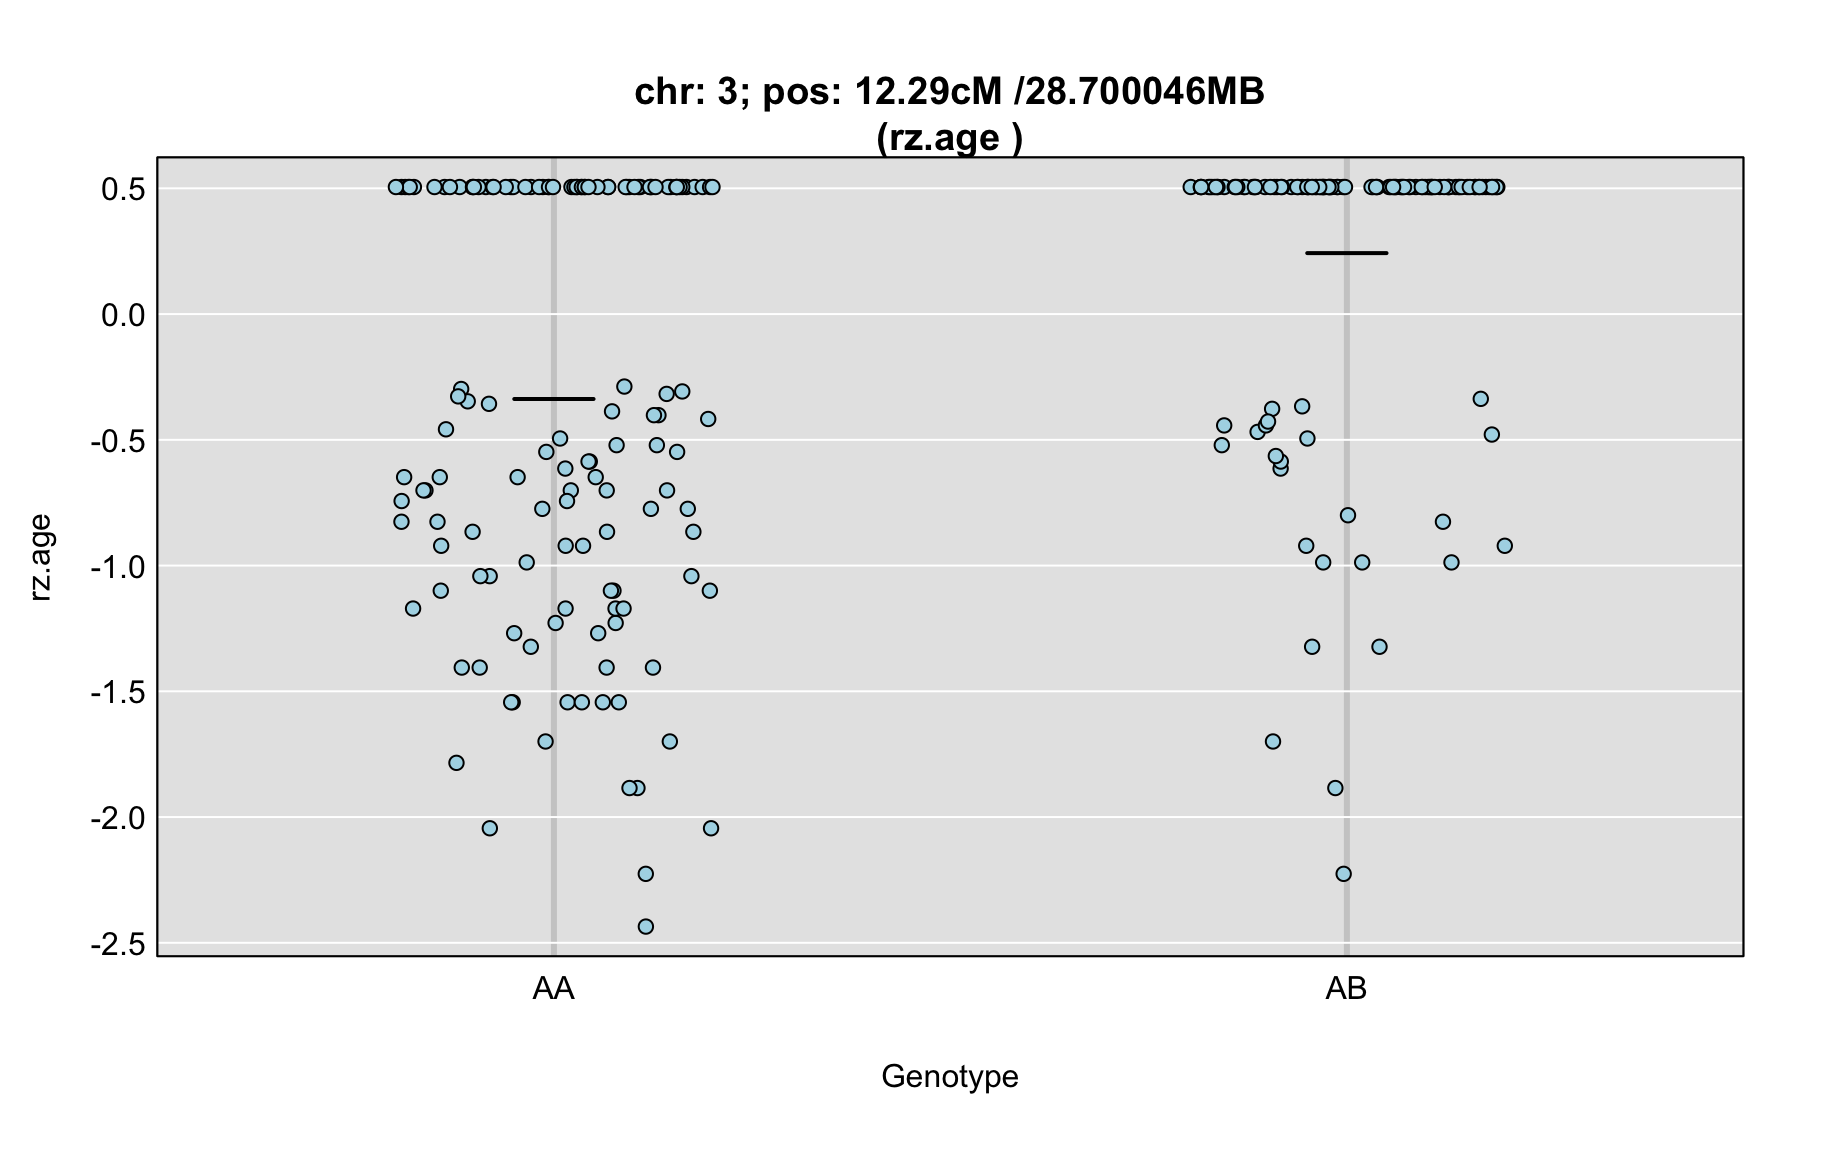 chr: 3; pos: 12.29cM /28.700046MB
(rz.age )
rz.age
0.5
0.0
-0.5
-1.0
-1.5
-2.0
-2.5
AA
AB
Genotype